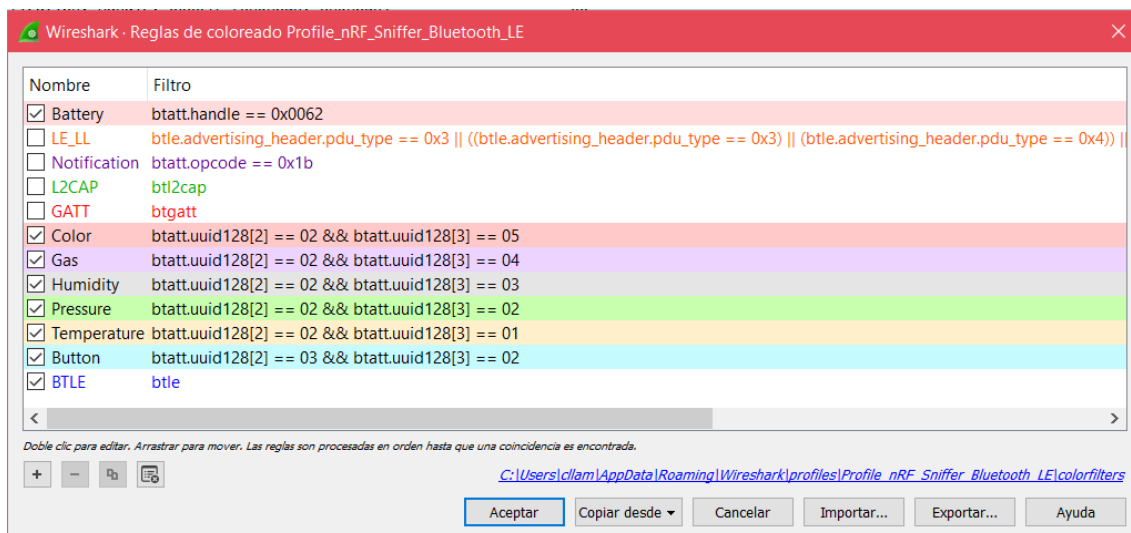 Wireshark · Reglas de coloreado Profile_nRF_Sniffer_Bluetooth_LE
Nombre Filtro
Battery btatt.handle == 0x0062
LE_LL btle.advertising_header.pdu_type == 0x3 || ((btle.advertising_header.pdu_type == 0x3) || (btle.advertising_header.pdu_type == 0x4)) ||
Notification btatt.opcode == 0x1b
L2CAP btl2cap
GATT btgatt
Color btatt.uuid128[2] == 02 && btatt.uuid128[3] == 05
Gas btatt.uuid128[2] == 02 && btatt.uuid128[3] == 04
Humidity btatt.uuid128[2] == 02 && btatt.uuid128[3] == 03
Pressure btatt.uuid128[2] == 02 && btatt.uuid128[3] == 02
Temperature btatt.uuid128[2] == 02 && btatt.uuid128[3] == 01
Button btatt.uuid128[2] == 03 && btatt.uuid128[3] == 02
BTLE btle
Doble clic para editar. Arrastrar para mover. Las reglas son procesadas en orden hasta que una coincidencia es encontrada.
C:\Users\cllam\AppData\Roaming\Wireshark\profiles\Profile_nRF_Sniffer_Bluetooth_LE\colorfilters
Aceptar Copiar desde Cancelar Importar... Exportar... Ayuda